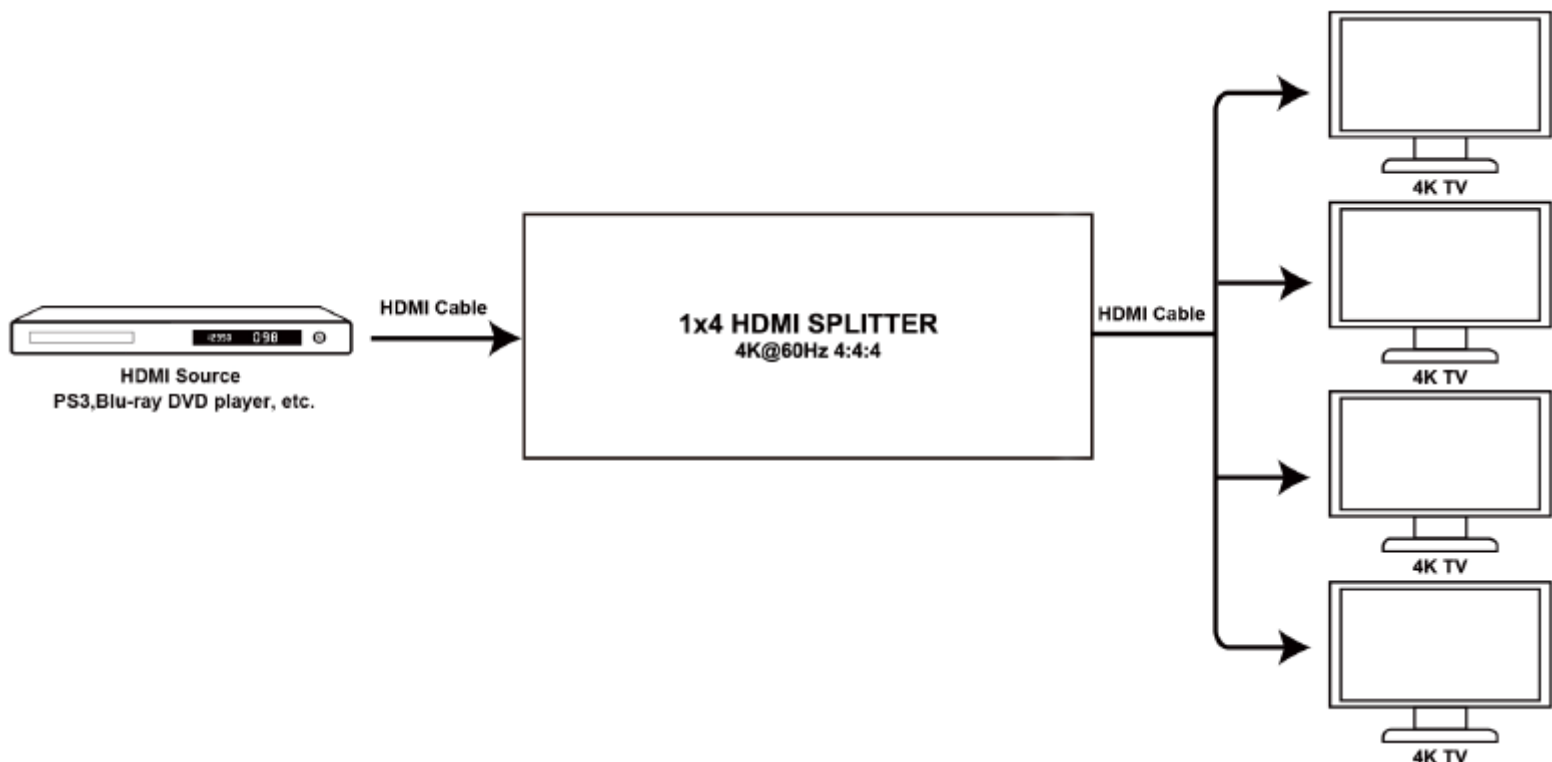 HDMI Cable
098
HDMI Source
PS3,Blu-ray DVD player, etc.
1x4 HDMI SPLITTER
4K@60Hz 4:4:4
HDMI Cable
4K TV
4K TV
4K TV
4K TV